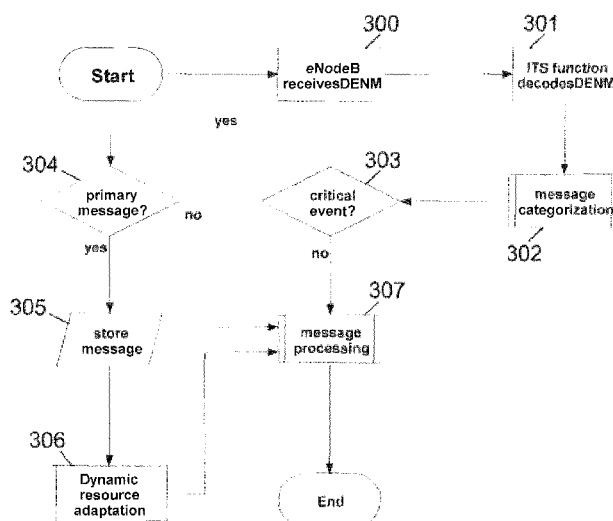 300
301
Start
eNodeB
receivesDENM
ITS function
decodesDENM
yes
304
303
primary
message?
no
critical
event?
message
categorization
302
yes
no
305
307
store
message
message
processing
306
Dynamic
resource
adaptation
End